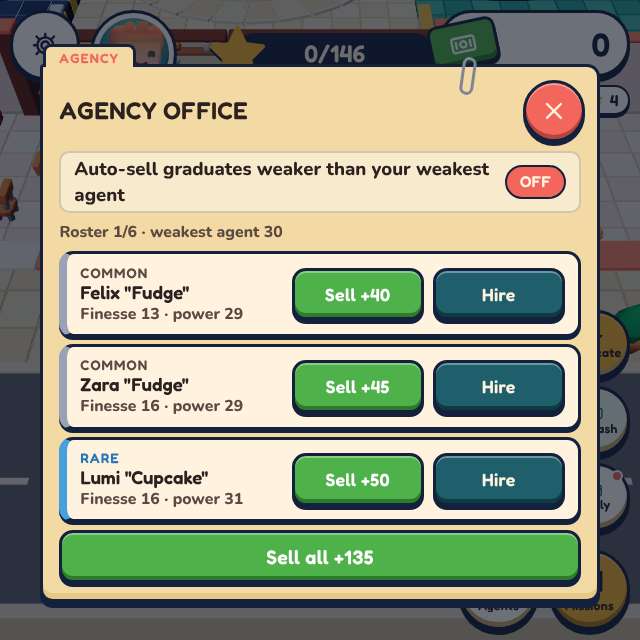 0/146
0
4
AGENCY
AGENCY OFFICE
Auto-sell graduates weaker than your weakest
agent
OFF
Roster 1/6 · weakest agent 30
COMMON
Felix "Fudge"
Finesse 13 · power 29
Sell +40
Hire
COMMON
Zara "Fudge"
Finesse 16 · power 29
Sell +45
Hire
RARE
Lumi "Cupcake"
Finesse 16 · power 31
Sell +50
Hire
Sell all +135